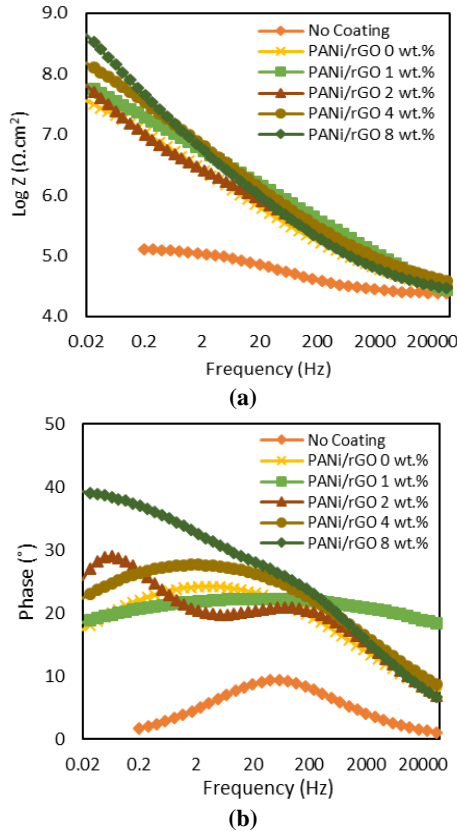 9.0
8.0
7.0
6.0
5.0
4.0
Log Z (Ω.cm²)
No Coating
PANi/rGO 0 wt.%
PANi/rGO 1 wt.%
PANi/rGO 2 wt.%
PANi/rGO 4 wt.%
PANi/rGO 8 wt.%
0.02 0.2 2 20 200 2000 20000
Frequency (Hz)
(a)
50
40
30
20
10
0
Phase (°)
No Coating
PANi/rGO 0 wt.%
PANi/rGO 1 wt.%
PANi/rGO 2 wt.%
PANi/rGO 4 wt.%
PANi/rGO 8 wt.%
0.02 0.2 2 20 200 2000 20000
Frequency (Hz)
(b)